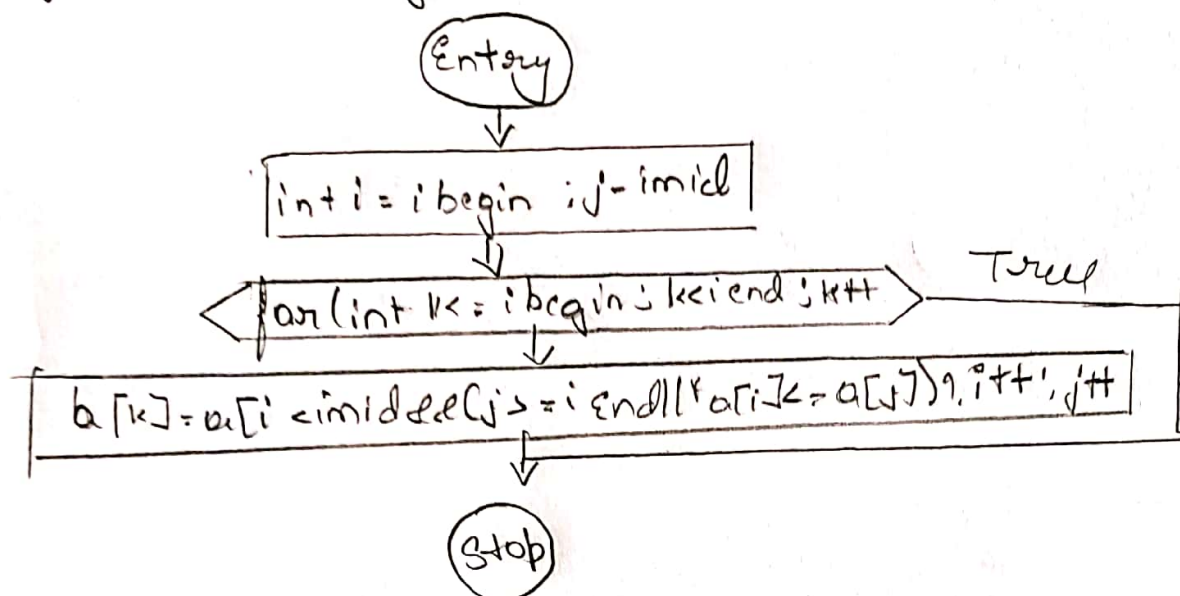 Entry
int i = ibegin ; j - imid
True
for (int k = ibegin ; k<iend ; k++
b[k] = a[i <imid && (j >= iEnd || a[i]<=a[j]) ? i++ : j++
Stop